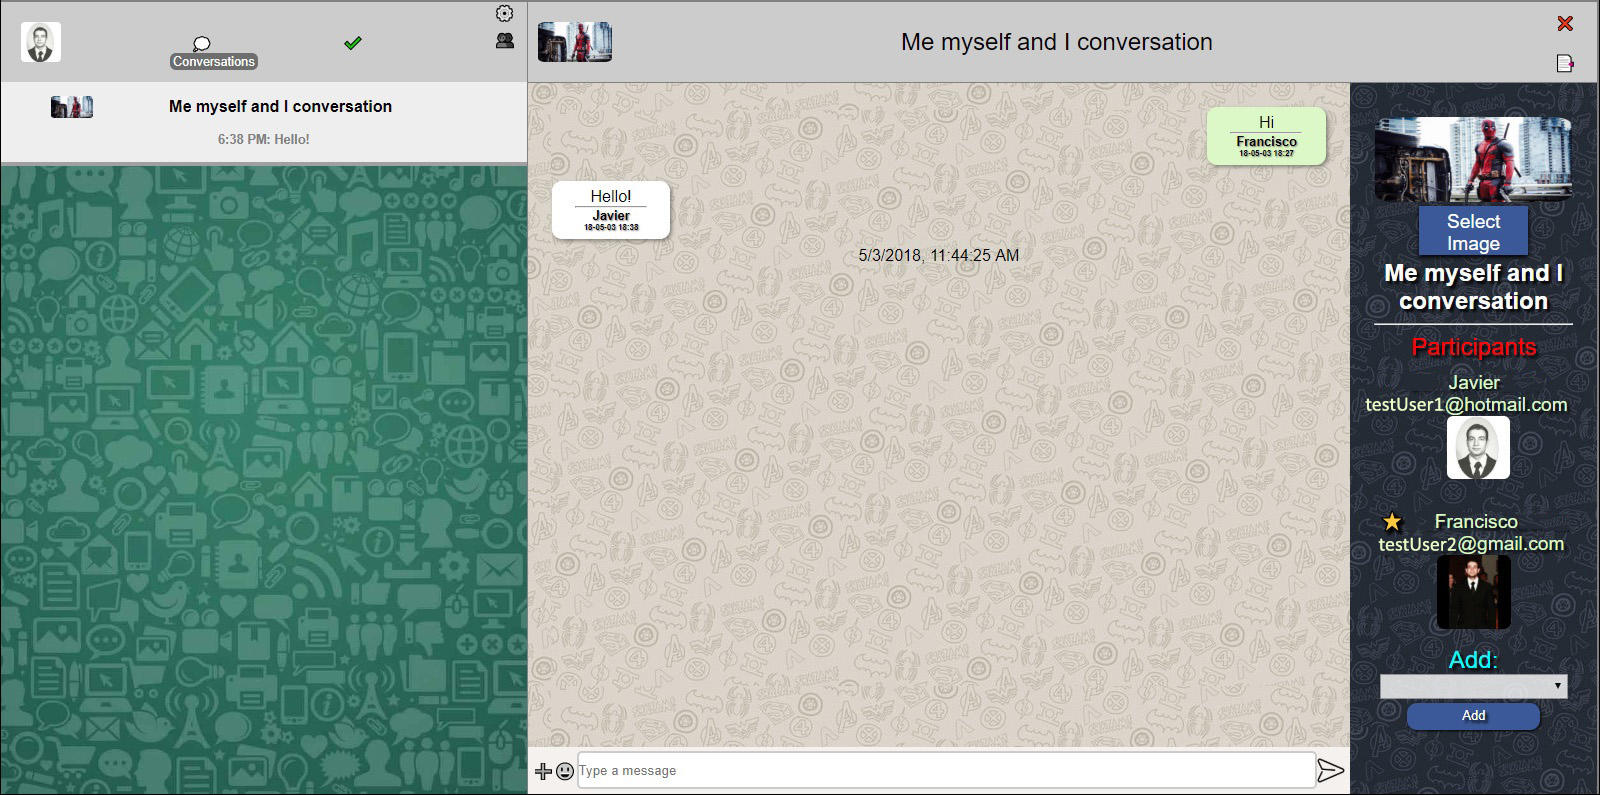 Conversations
Me myself and I conversation
6:38 PM: Hello!
Me myself and I conversation
Hi
Francisco
18-05-03 18:27
Hello!
Javier
18-05-03 18:38
5/3/2018, 11:44:25 AM
Type a message
Select
Image
Me myself and I
conversation
Participants
Javier
testUser1@hotmail.com
Francisco
testUser2@gmail.com
Add:
Add